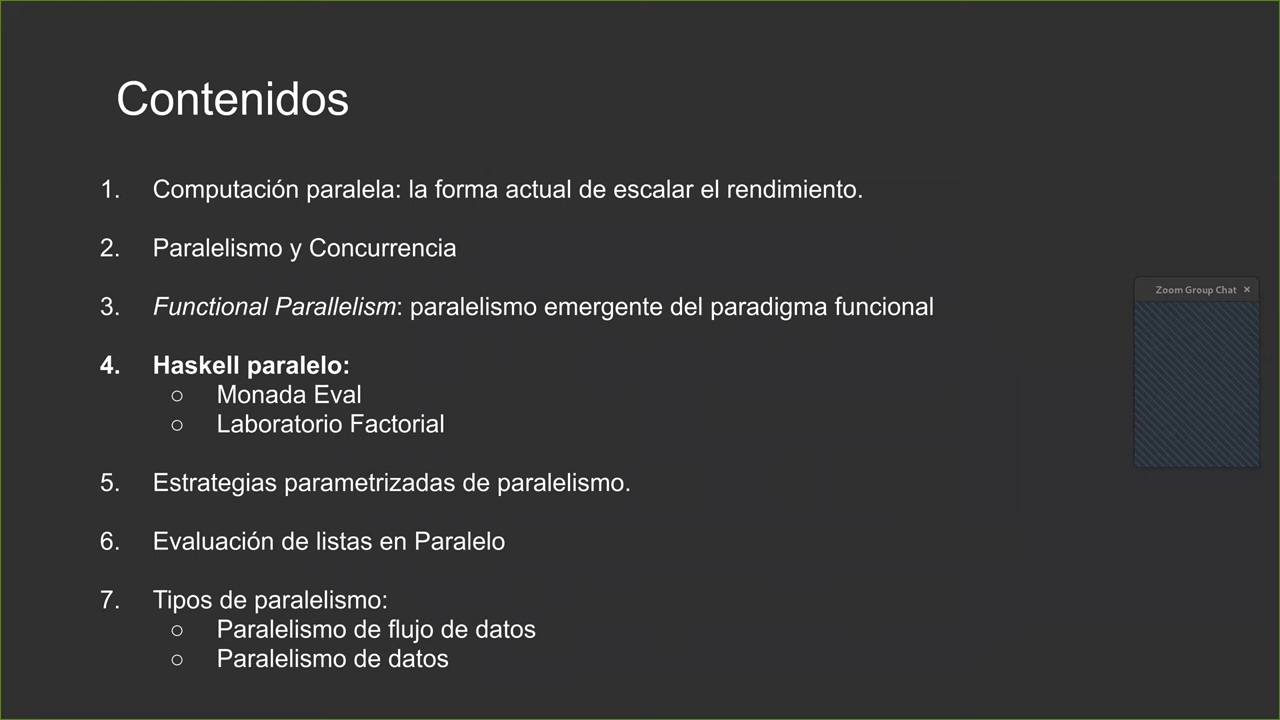 Contenidos
1. Computación paralela: la forma actual de escalar el rendimiento.
2. Paralelismo y Concurrencia
3. Functional Parallelism: paralelismo emergente del paradigma funcional
Zoom Group Chat ×
4. Haskell paralelo:
○ Monada Eval
○ Laboratorio Factorial
5. Estrategias parametrizadas de paralelismo.
6. Evaluación de listas en Paralelo
7. Tipos de paralelismo:
○ Paralelismo de flujo de datos
○ Paralelismo de datos